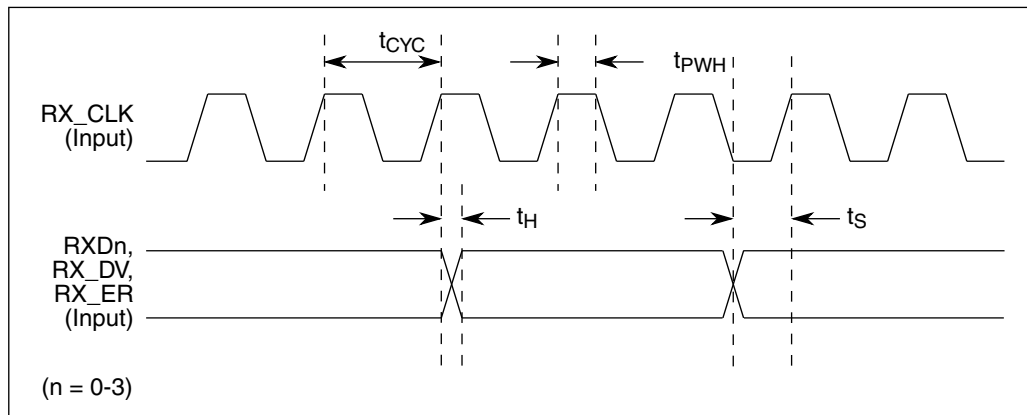 tCYC
tPWH
RX_CLK
(Input)
tH
tS
RXDn,
RX_DV,
RX_ER
(Input)
(n = 0-3)